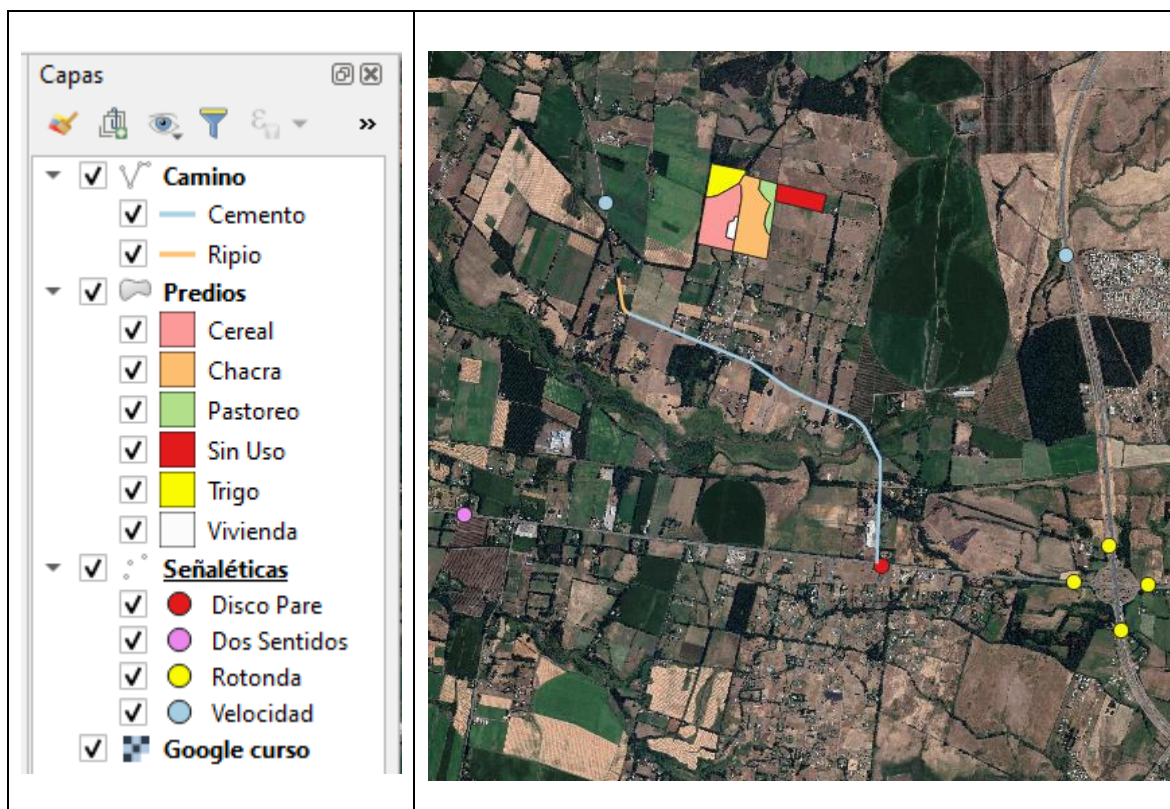 Capas
»
Camino
Cemento
Ripio
Predios
Cereal
Chacra
Pastoreo
Sin Uso
Trigo
Vivienda
Señaléticas
Disco Pare
Dos Sentidos
Rotonda
Velocidad
Google curso